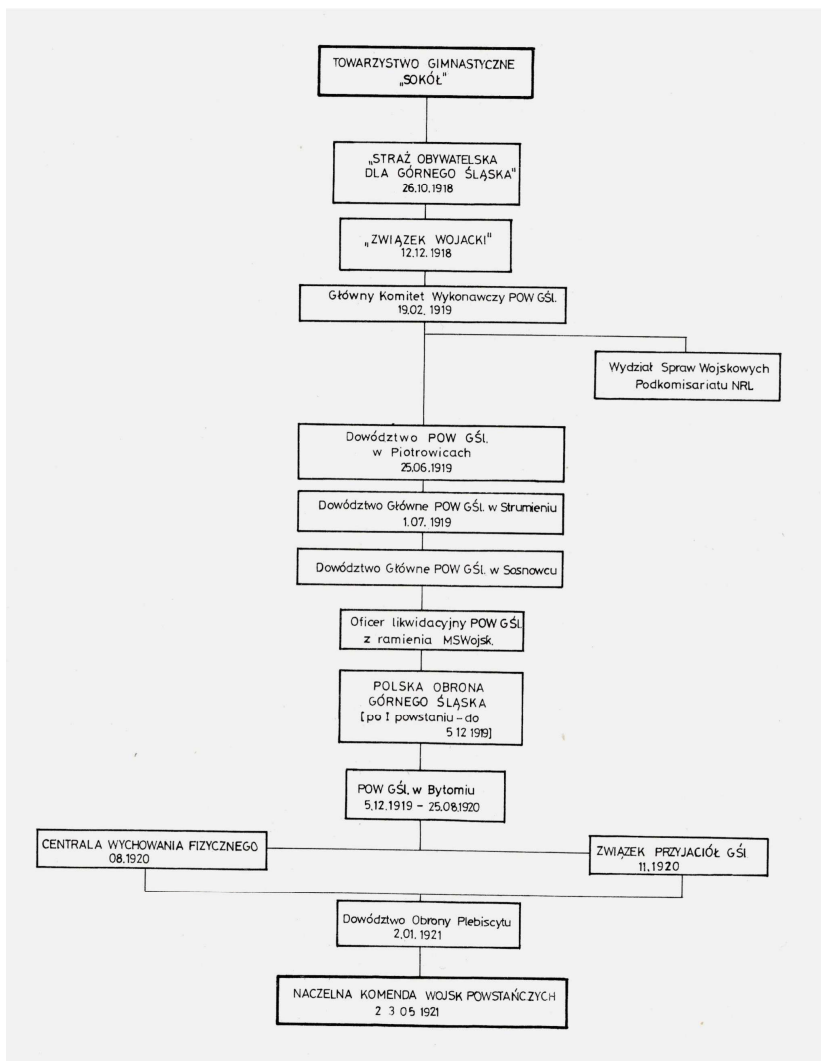 TOWARZYSTWO GIMNASTYCZNE
„SOKÓŁ"
„STRAŻ OBYWATELSKA
DLA GÓRNEGO ŚLĄSKA"
26.10.1918
„ZWIĄZEK WOJACKI"
12.12.1918
Główny Komitet Wykonawczy POW GŚl.
19.02.1919
Wydział Spraw Wojskowych
Podkomisariatu NRL
Dowództwo POW GŚl.
w Piotrowicach
25.06.1919
Dowództwo Główne POW GŚl. w Strumieniu
1.07.1919
Dowództwo Główne POW GŚl. w Sosnowcu
Oficer likwidacyjny POW GŚl
z ramienia MSWojsk.
POLSKA OBRONA
GÓRNEGO ŚLĄSKA
[po I powstaniu – do
5 12 1919]
POW GŚl. w Bytomiu
5.12.1919 – 25.08.1920
CENTRALA WYCHOWANIA FIZYCZNEGO
08.1920
ZWIĄZEK PRZYJACIÓŁ GŚl
11.1920
Dowództwo Obrony Plebiscytu
2.01.1921
NACZELNA KOMENDA WOJSK POWSTAŃCZYCH
2 3 05 1921